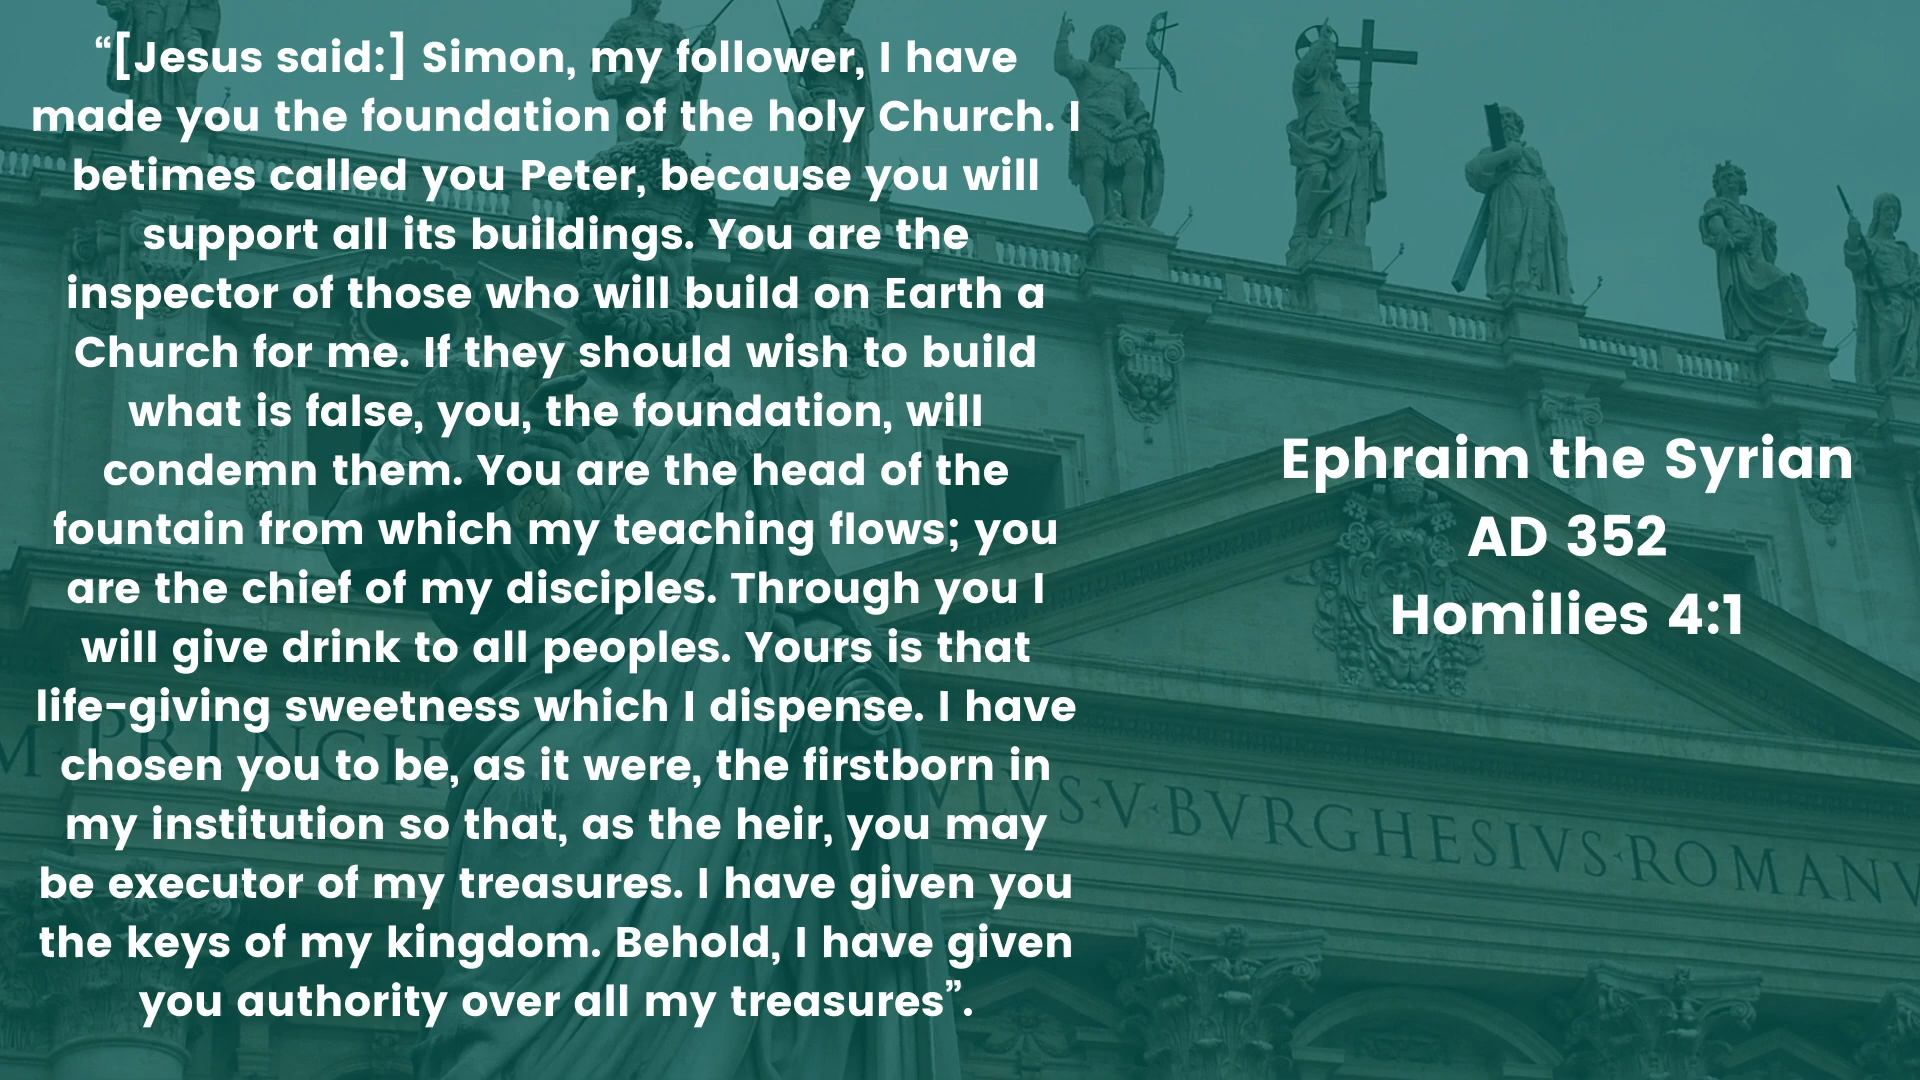 “[Jesus said:] Simon, my follower, I have
made you the foundation of the holy Church. I
betimes called you Peter, because you will
support all its buildings. You are the
inspector of those who will build on Earth a
Church for me. If they should wish to build
what is false, you, the foundation, will
condemn them. You are the head of the
fountain from which my teaching flows; you
are the chief of my disciples. Through you I
will give drink to all peoples. Yours is that
life-giving sweetness which I dispense. I have
chosen you to be, as it were, the firstborn in
my institution so that, as the heir, you may
be executor of my treasures. I have given you
the keys of my kingdom. Behold, I have given
you authority over all my treasures”.
Ephraim the Syrian
AD 352
Homilies 4:1
M · PRINCIP
VLVS · V · BVRGHESIVS · ROMANV